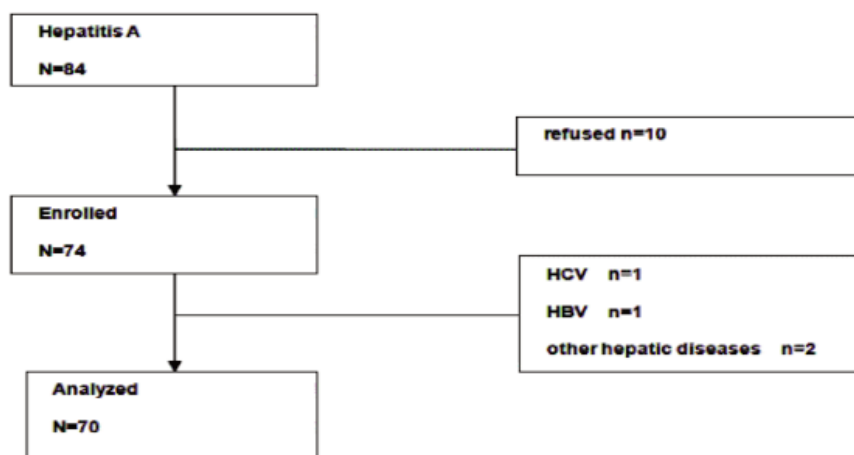 Hepatitis A
N=84
refused n=10
Enrolled
N=74
HCV n=1
HBV n=1
other hepatic diseases n=2
Analyzed
N=70